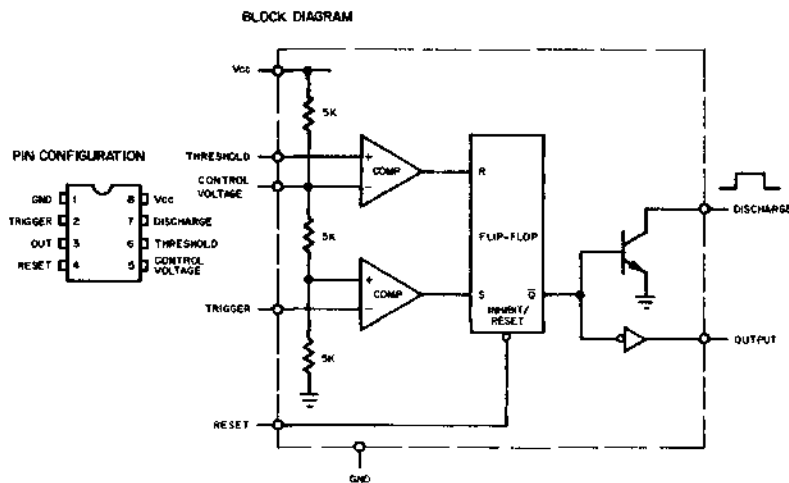 BLOCK DIAGRAM
Vcc
5K
PIN CONFIGURATION
THRESHOLD
CONTROL
VOLTAGE
+
-
COMP
R
GND 1 8 Vcc
TRIGGER 2 7 DISCHARGE
OUT 3 6 THRESHOLD
RESET 4 5 CONTROL
VOLTAGE
5K
FLIP-FLOP
DISCHARGE
+
-
COMP
S
Q
INHIBIT/
RESET
TRIGGER
5K
OUTPUT
RESET
GND